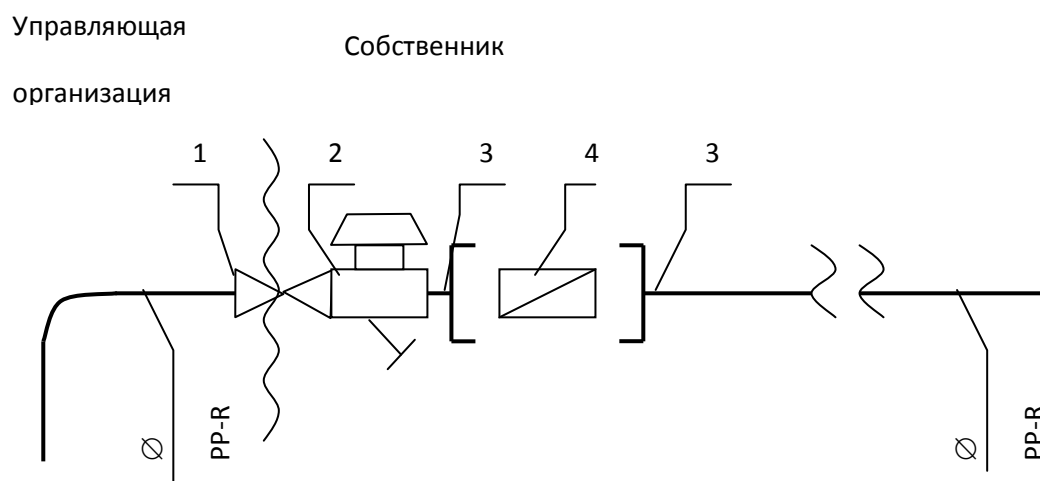 Управляющая
организация
Собственник
1
2
3
4
3
∅
PP-R
∅
PP-R